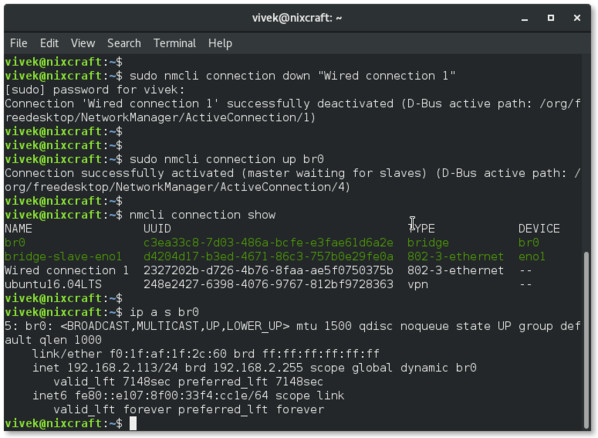 vivek@nixcraft: ~
File Edit View Search Terminal Help
vivek@nixcraft:~$
vivek@nixcraft:~$ sudo nmcli connection down "Wired connection 1"
[sudo] password for vivek:
Connection 'Wired connection 1' successfully deactivated (D-Bus active path: /org/f
reedesktop/NetworkManager/ActiveConnection/1)
vivek@nixcraft:~$
vivek@nixcraft:~$
vivek@nixcraft:~$ sudo nmcli connection up br0
Connection successfully activated (master waiting for slaves) (D-Bus active path: /
org/freedesktop/NetworkManager/ActiveConnection/4)
vivek@nixcraft:~$
vivek@nixcraft:~$ nmcli connection show
NAME UUID TYPE DEVICE
br0 c3ea33c8-7d03-486a-bcfe-e3fae61d6a2e bridge br0
bridge-slave-eno1 d4204d17-b3ed-4671-86c3-757b0e29fe0a 802-3-ethernet eno1
Wired connection 1 2327202b-d726-4b76-8faa-ae5f0750375b 802-3-ethernet --
ubuntu16.04LTS 248e2427-6398-4076-9767-812bf9728363 vpn --
vivek@nixcraft:~$
vivek@nixcraft:~$ ip a s br0
5: br0: <BROADCAST,MULTICAST,UP,LOWER_UP> mtu 1500 qdisc noqueue state UP group def
ault qlen 1000
link/ether f0:1f:af:1f:2c:60 brd ff:ff:ff:ff:ff:ff
inet 192.168.2.113/24 brd 192.168.2.255 scope global dynamic br0
valid_lft 7148sec preferred_lft 7148sec
inet6 fe80::e107:8f00:33f4:cc1e/64 scope link
valid_lft forever preferred_lft forever
vivek@nixcraft:~$